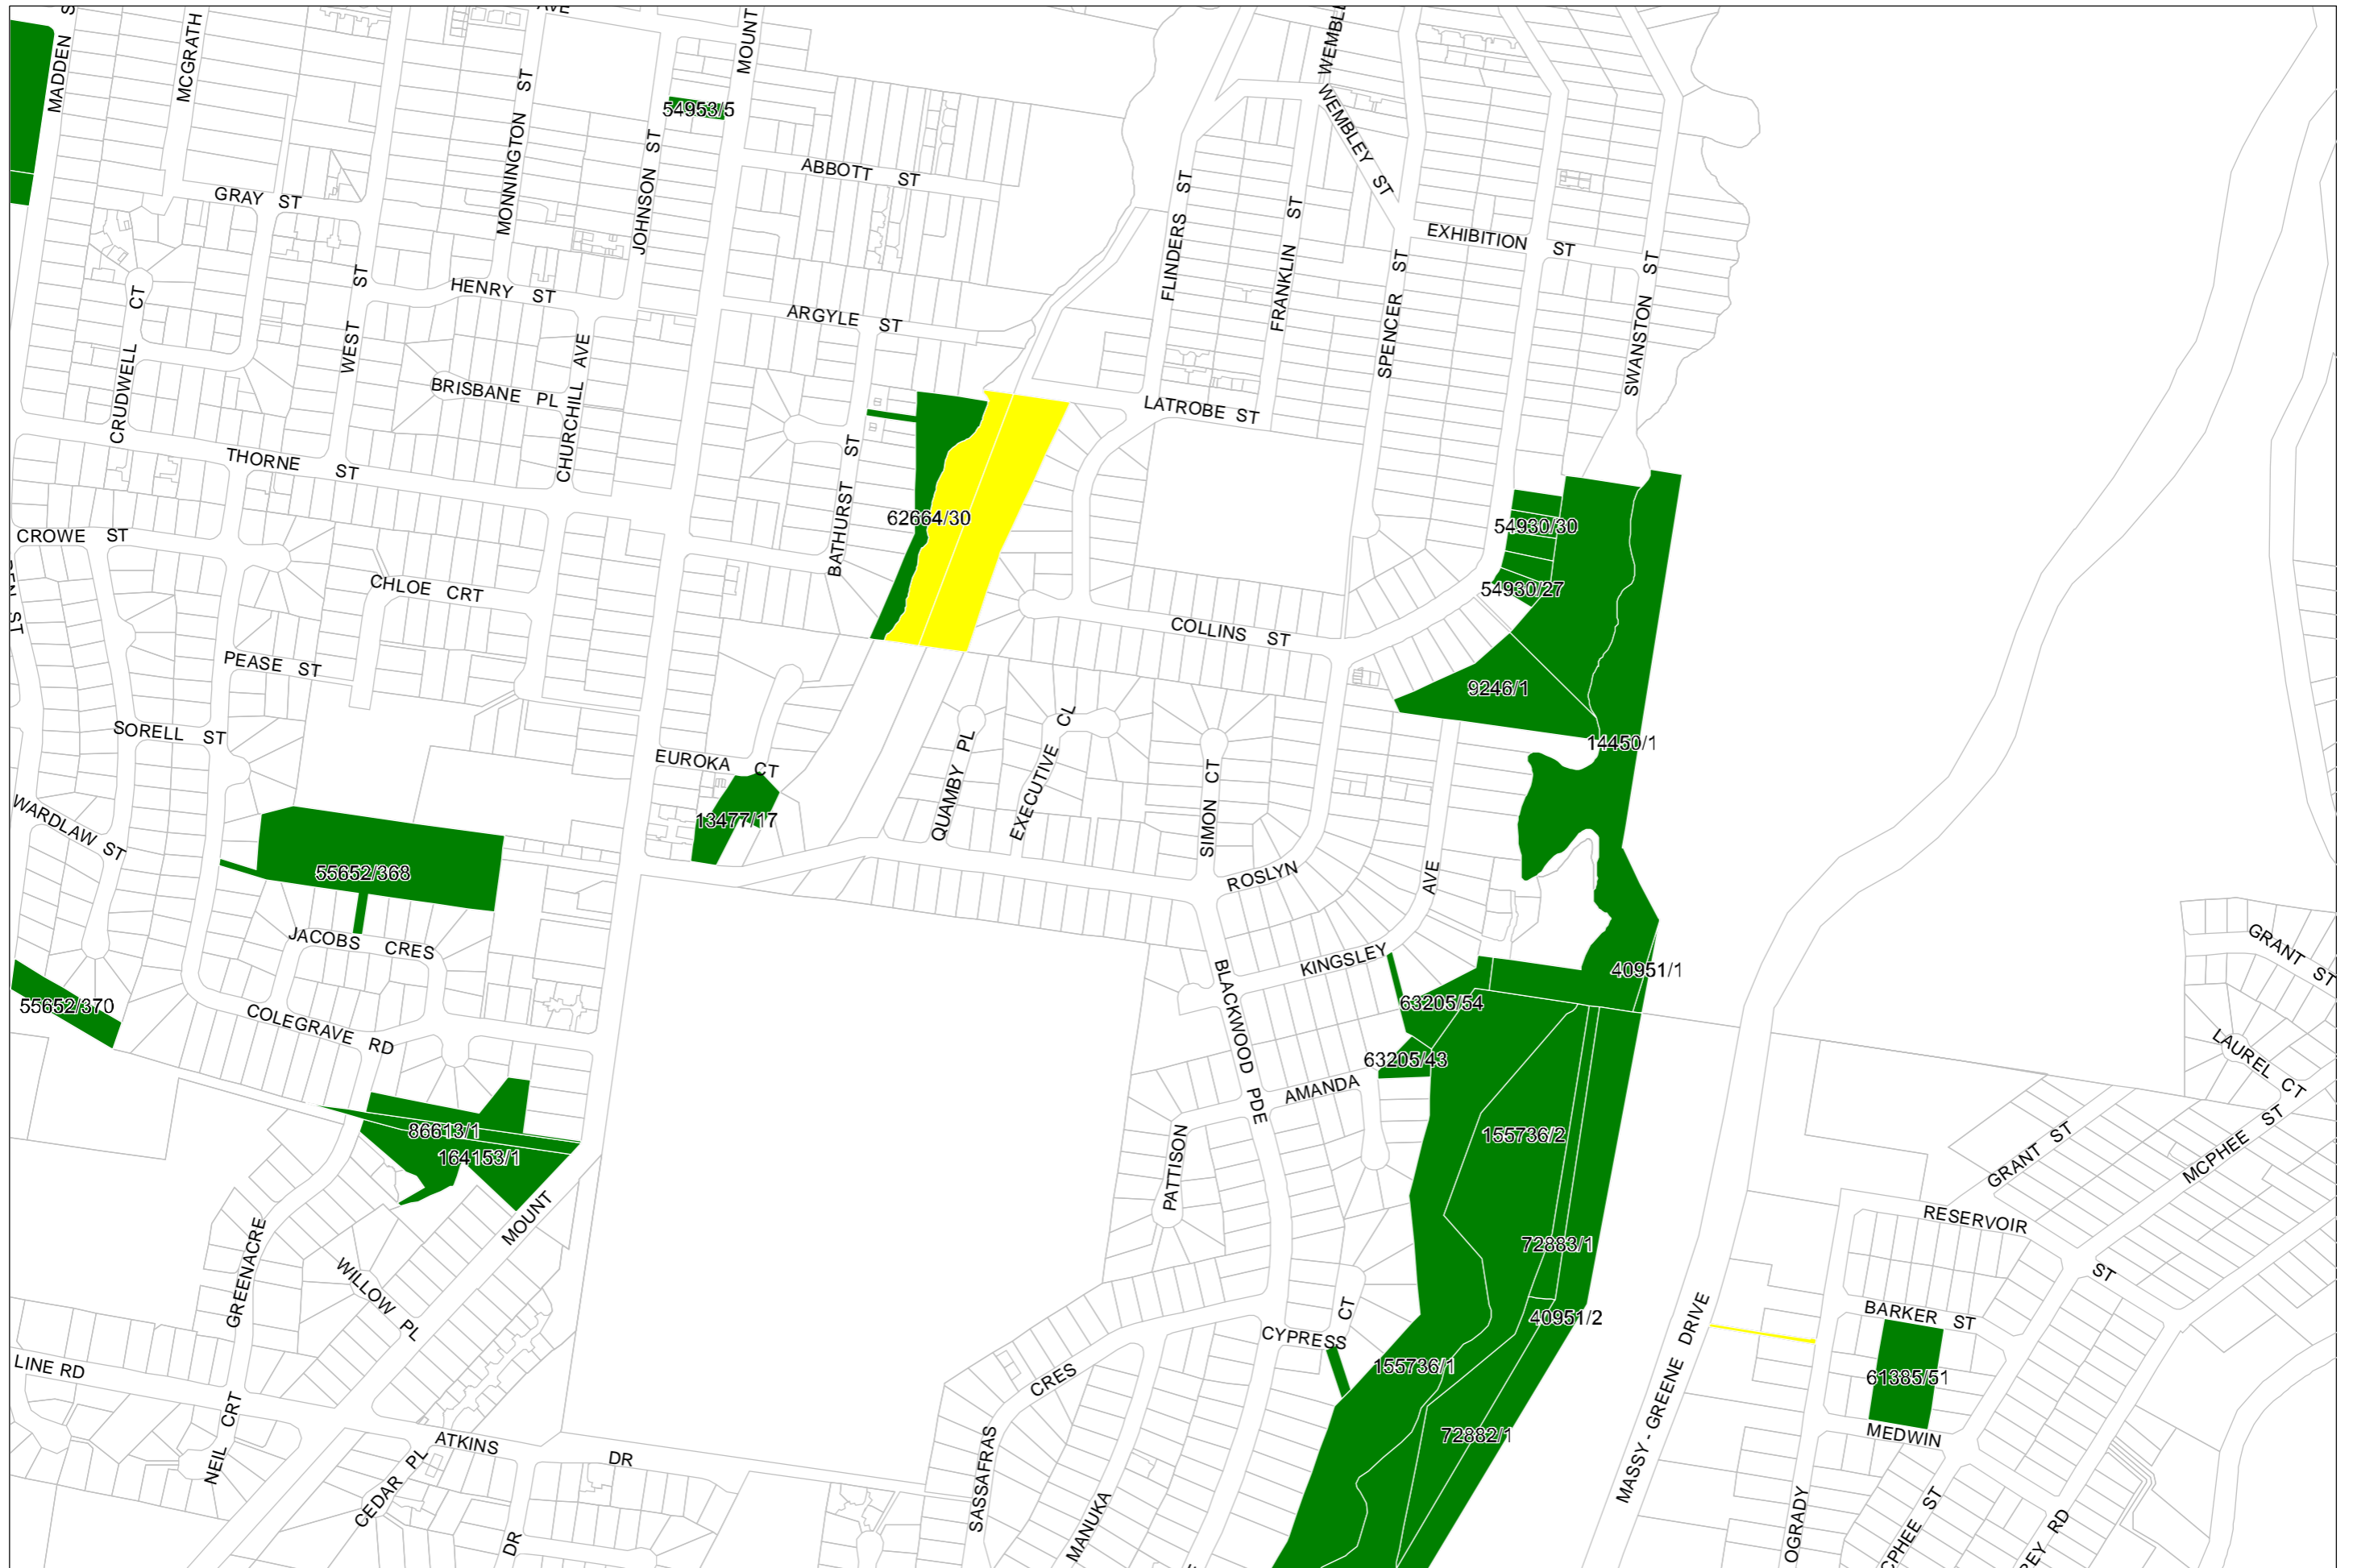 AVE
MADDEN S
MCGRATH
MOUNT
WEMBLE
54953/5
MONNINGTON ST
JOHNSON ST
ABBOTT ST
WEMBLEY ST
GRAY ST
FLINDERS ST
FRANKLIN ST
EXHIBITION ST
SPENCER ST
SWANSTON ST
CRUDWELL CT
WEST ST
HENRY ST
ARGYLE ST
CHURCHILL AVE
BRISBANE PL
LATROBE ST
THORNE ST
BATHURST ST
62664/30
54930/30
CROWE ST
CHLOE CRT
54930/27
COLLINS ST
PEASE ST
9246/1
SORELL ST
14450/1
EUROKA CT
QUAMBY PL
EXECUTIVE CL
SIMON CT
WARDLAW ST
13477/17
55652/368
ROSLYN
AVE
JACOBS CRES
KINGSLEY
40951/1
GRANT ST
55652/370
COLEGRAVE RD
BLACKWOOD PDE
63205/54
63205/43
AMANDA
LAUREL CT
86613/1
164153/1
155736/2
PATTISON
GRANT ST
MCPHEE ST
MOUNT
GREENACRE
WILLOW PL
RESERVOIR ST
72883/1
40951/2
BARKER ST
CYPRESS CT
MASSY - GREENE DRIVE
LINE RD
155736/1
61385/51
CRES
NEIL CRT
ATKINS DR
CEDAR PL
72882/1
MEDWIN
SASSAFRAS
MANUKA
DR
OGRADY
PHEE ST
REY RD